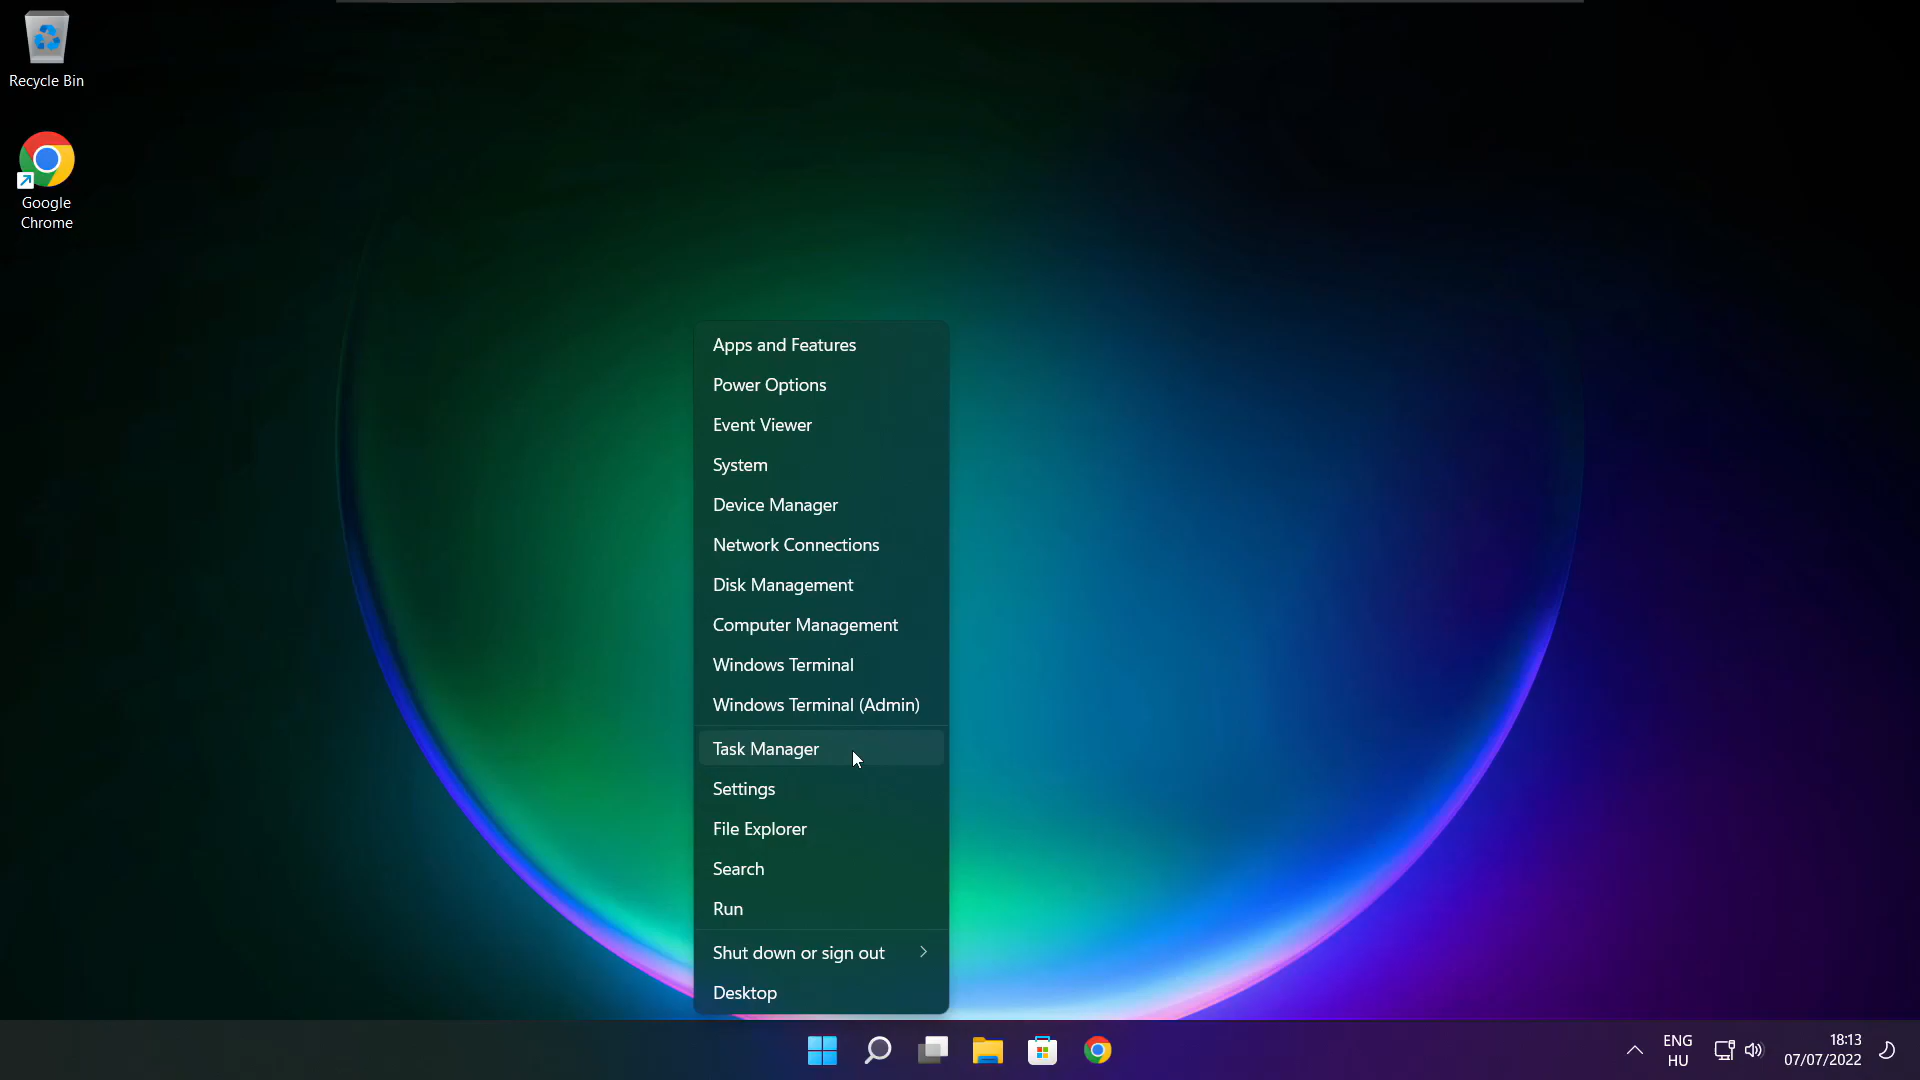 Recycle Bin
Google
Chrome
Apps and Features
Power Options
Event Viewer
System
Device Manager
Network Connections
Disk Management
Computer Management
Windows Terminal
Windows Terminal (Admin)
Task Manager
Settings
File Explorer
Search
Run
Shut down or sign out
Desktop
ENG
HU
18:13
07/07/2022